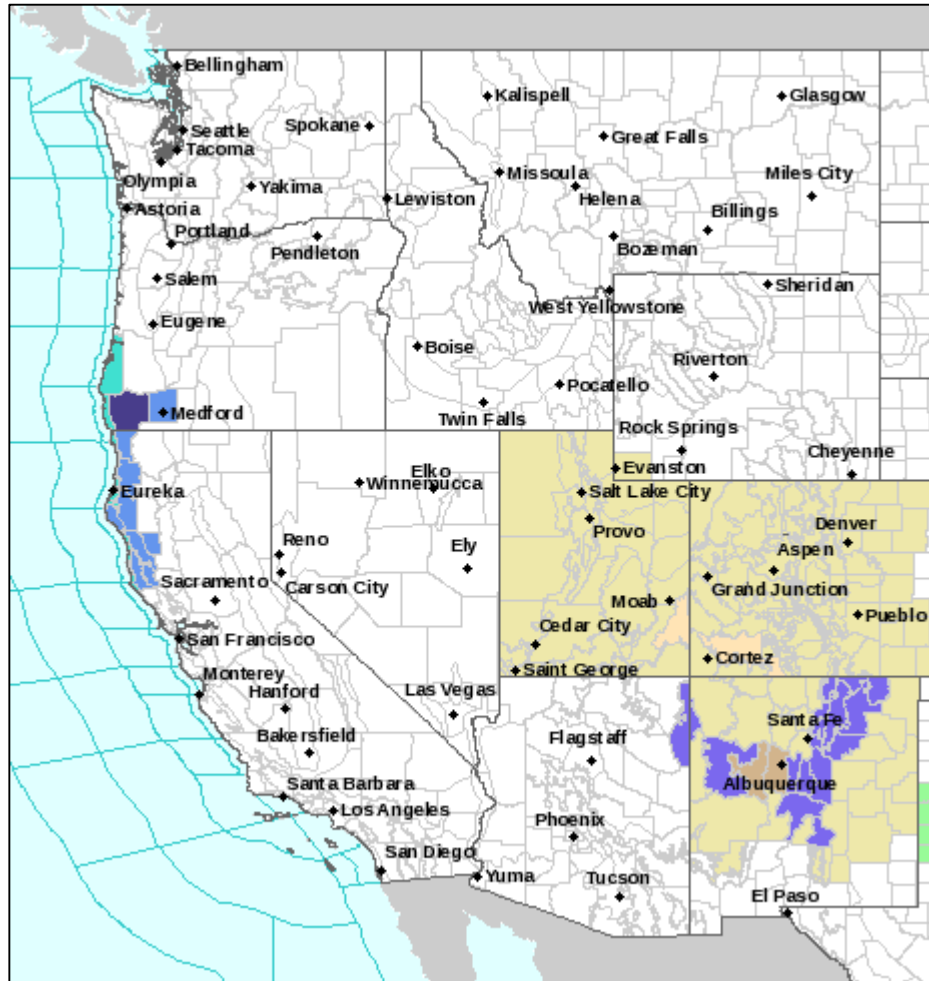 Bellingham
Kalispell
Glasgow
Seattle
Spokane
Great Falls
Tacoma
Missoula
Olympia
Yakima
Helena
Miles City
Lewiston
Astoria
Billings
Portland
Pendleton
Bozeman
Salem
Sheridan
West Yellowstone
Eugene
Boise
Riverton
Pocatello
Medford
Twin Falls
Rock Springs
Cheyenne
Elko
Evanston
Winnemucca
Eureka
Salt Lake City
Provo
Denver
Reno
Ely
Aspen
Carson City
Grand Junction
Sacramento
Moab
Pueblo
Cedar City
San Francisco
Saint George
Cortez
Monterey
Hanford
Las Vegas
Santa Fe
Bakersfield
Flagstaff
Santa Barbara
Albuquerque
Los Angeles
Phoenix
San Diego
Yuma
Tucson
El Paso